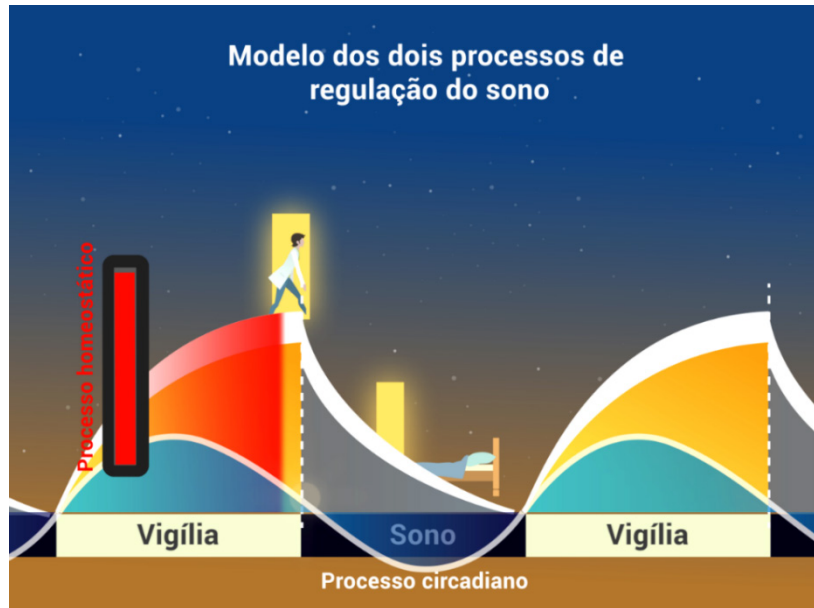 Modelo dos dois processos de
regulação do sono
Processo homeostático
Vigília
Sono
Vigília
Processo circadiano